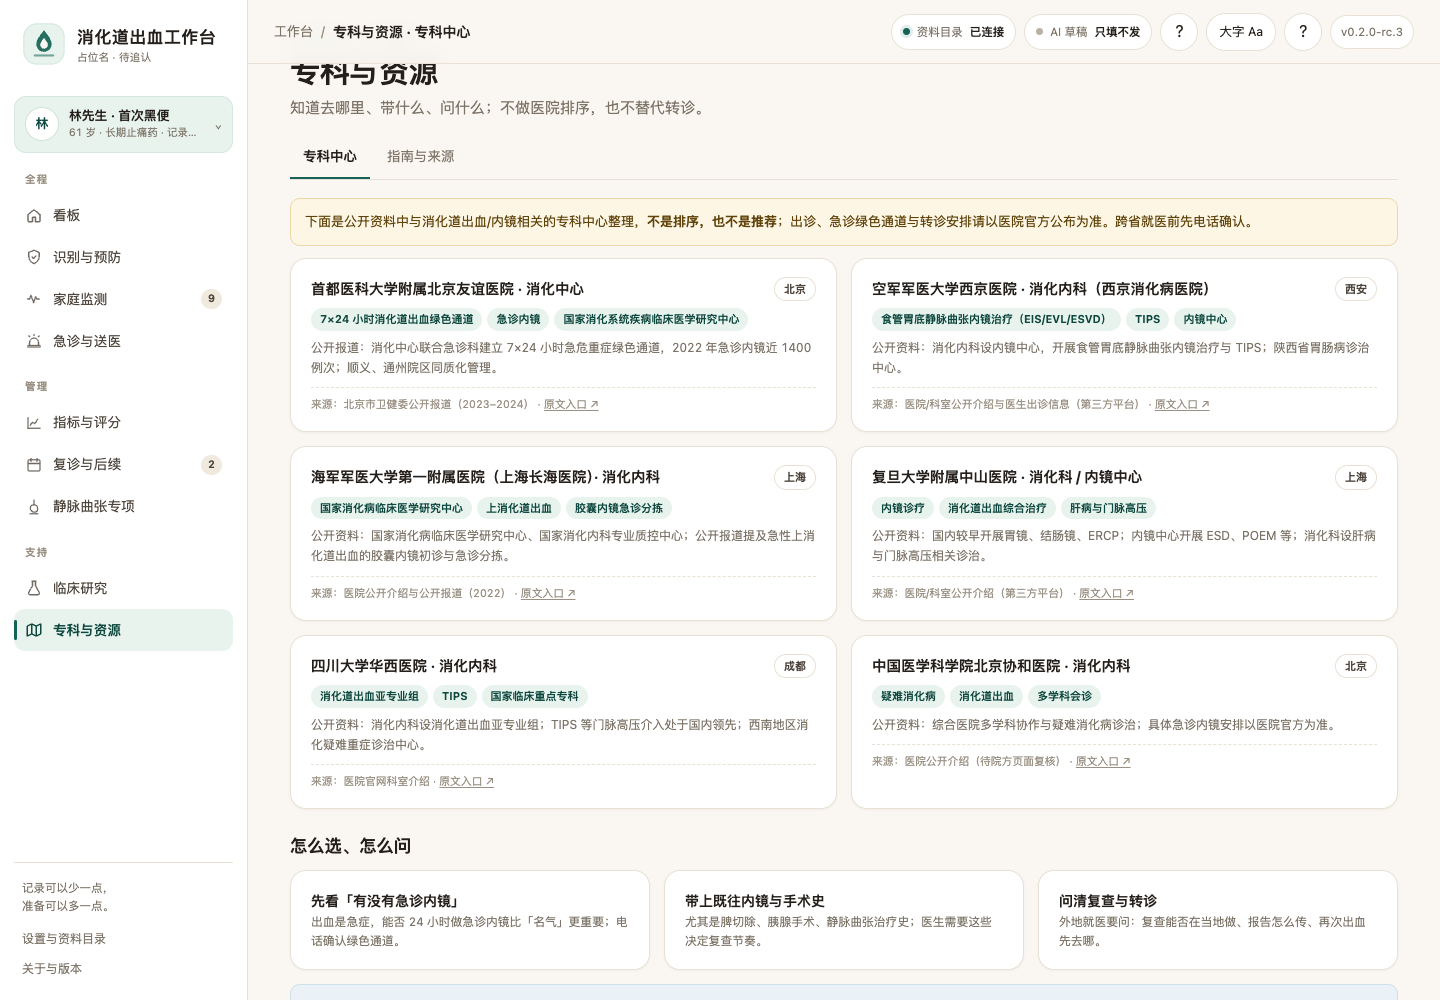 消化道出血工作台
占位名 · 待追认
林
林先生 · 首次黑便
61 岁 · 长期止痛药 · 记录...
全程
看板
识别与预防
家庭监测
9
急诊与送医
管理
指标与评分
复诊与后续
2
静脉曲张专项
支持
临床研究
专科与资源
记录可以少一点，
准备可以多一点。
设置与资料目录
关于与版本
工作台 / 专科与资源 · 专科中心
资料目录 已连接
AI 草稿 只填不发
?
大字 Aa
?
v0.2.0-rc.3
专科与资源
知道去哪里、带什么、问什么；不做医院排序，也不替代转诊。
专科中心
指南与来源
下面是公开资料中与消化道出血/内镜相关的专科中心整理，不是排序，也不是推荐；出诊、急诊绿色通道与转诊安排请以医院官方公布为准。跨省就医前先电话确认。
首都医科大学附属北京友谊医院 · 消化中心
北京
7×24 小时消化道出血绿色通道
急诊内镜
国家消化系统疾病临床医学研究中心
公开报道：消化中心联合急诊科建立 7×24 小时急危重症绿色通道，2022 年急诊内镜近 1400
例次；顺义、通州院区同质化管理。
来源：北京市卫健委公开报道（2023–2024） · 原文入口 ↗
空军军医大学西京医院 · 消化内科（西京消化病医院）
西安
食管胃底静脉曲张内镜治疗（EIS/EVL/ESVD）
TIPS
内镜中心
公开资料：消化内科设内镜中心，开展食管胃底静脉曲张内镜治疗与 TIPS；陕西省胃肠病诊治
中心。
来源：医院/科室公开介绍与医生出诊信息（第三方平台） · 原文入口 ↗
海军军医大学第一附属医院（上海长海医院）· 消化内科
上海
国家消化病临床医学研究中心
上消化道出血
胶囊内镜急诊分拣
公开资料：国家消化病临床医学研究中心、国家消化内科专业质控中心；公开报道提及急性上消
化道出血的胶囊内镜初诊与急诊分拣。
来源：医院公开介绍与公开报道（2022） · 原文入口 ↗
复旦大学附属中山医院 · 消化科 / 内镜中心
上海
内镜诊疗
消化道出血综合治疗
肝病与门脉高压
公开资料：国内较早开展胃镜、结肠镜、ERCP；内镜中心开展 ESD、POEM 等；消化科设肝病
与门脉高压相关诊治。
来源：医院/科室公开介绍（第三方平台） · 原文入口 ↗
四川大学华西医院 · 消化内科
成都
消化道出血亚专业组
TIPS
国家临床重点专科
公开资料：消化内科设消化道出血亚专业组；TIPS 等门脉高压介入处于国内领先；西南地区消
化疑难重症诊治中心。
来源：医院官网科室介绍 · 原文入口 ↗
中国医学科学院北京协和医院 · 消化内科
北京
疑难消化病
消化道出血
多学科会诊
公开资料：综合医院多学科协作与疑难消化病诊治；具体急诊内镜安排以医院官方为准。
来源：医院公开介绍（待院方页面复核） · 原文入口 ↗
怎么选、怎么问
先看「有没有急诊内镜」
出血是急症，能否 24 小时做急诊内镜比「名气」更重要；电
话确认绿色通道。
带上既往内镜与手术史
尤其是脾切除、胰腺手术、静脉曲张治疗史；医生需要这些
决定复查节奏。
问清复查与转诊
外地就医要问：复查能否在当地做、报告怎么传、再次出血
先去哪。